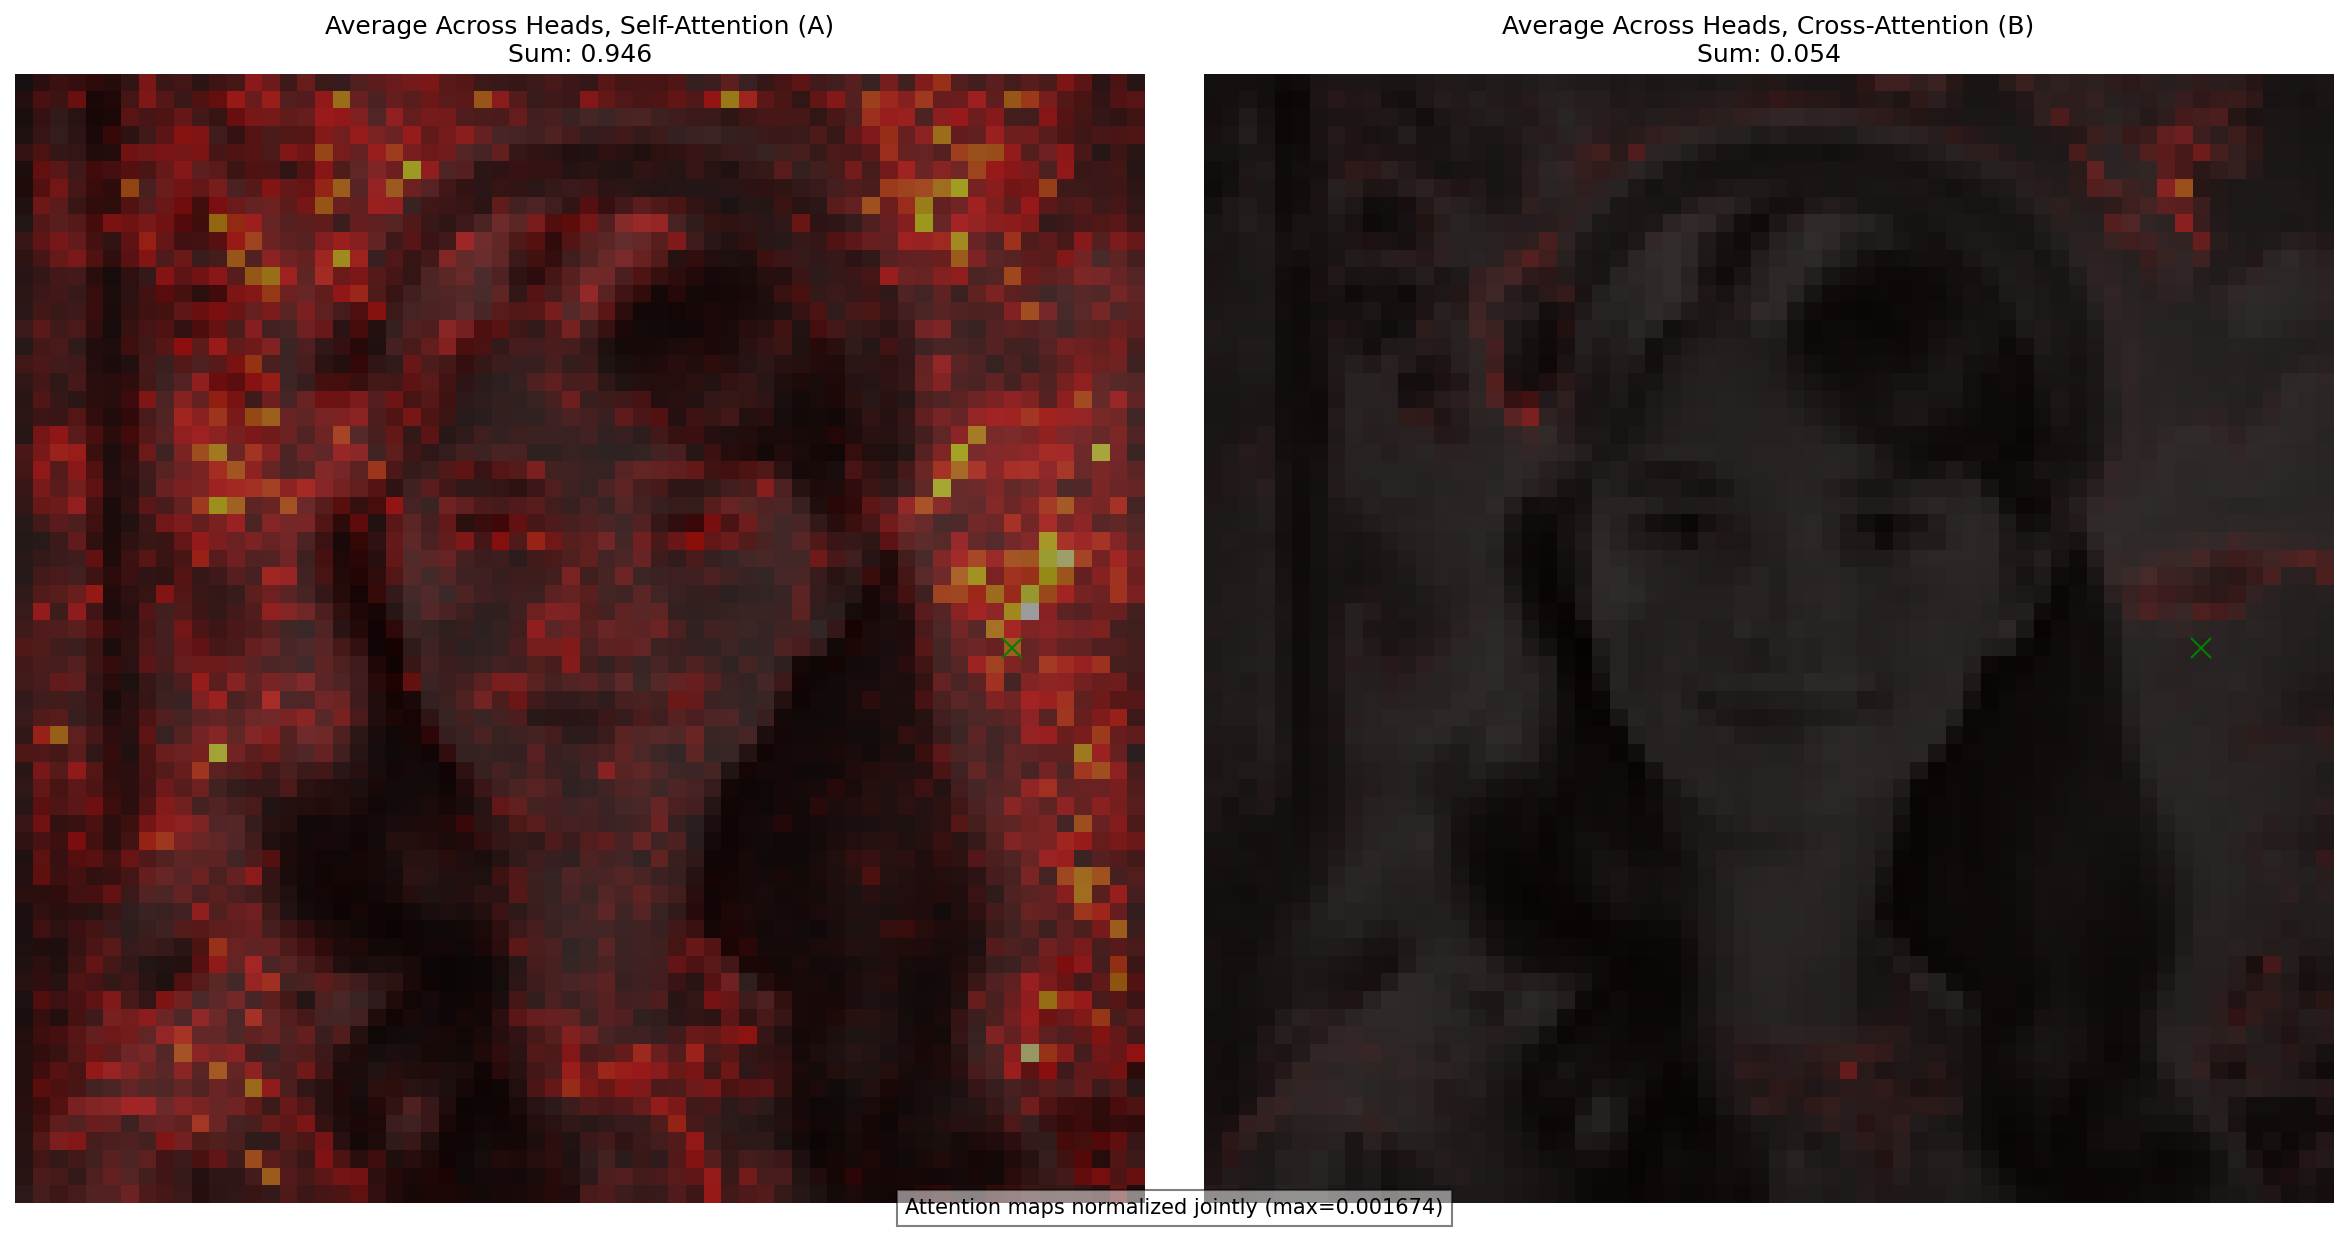 Average Across Heads, Self-Attention (A)
Sum: 0.946
Average Across Heads, Cross-Attention (B)
Sum: 0.054
Attention maps normalized jointly (max=0.001674)